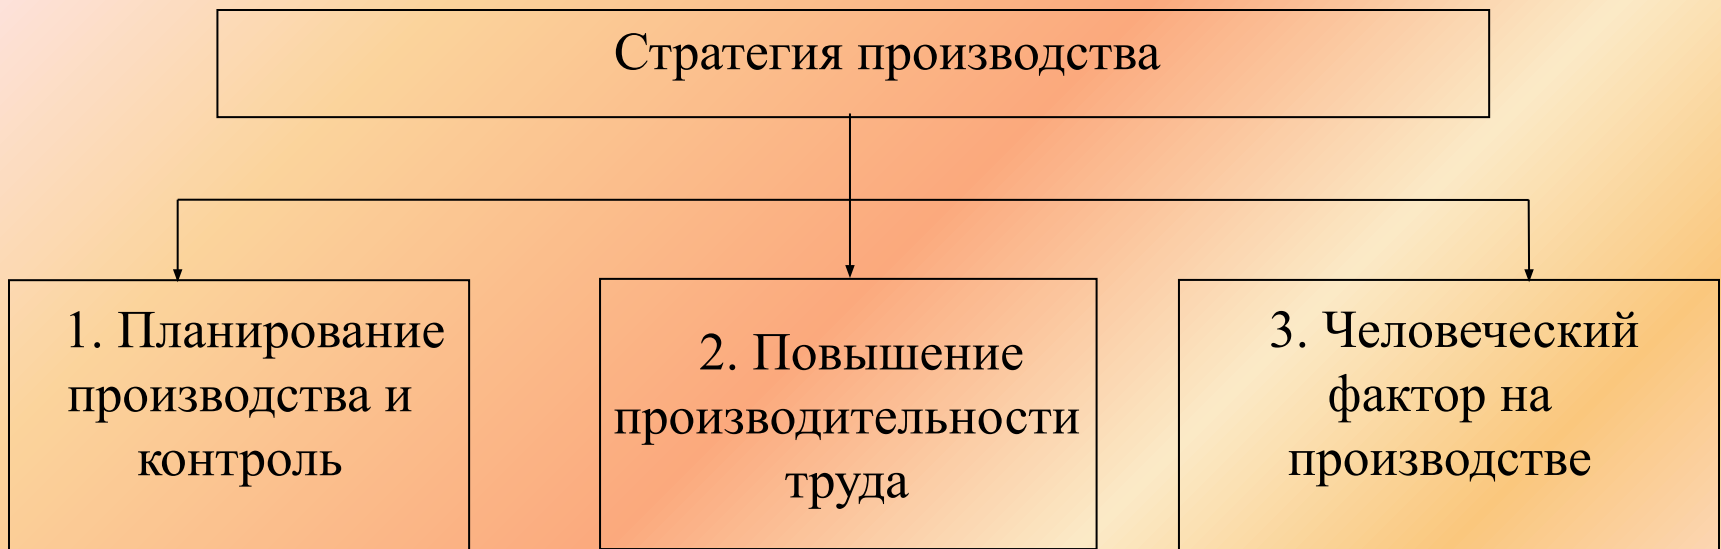 Стратегия производства
1. Планирование
производства и
контроль
2. Повышение
производительности
труда
3. Человеческий
фактор на
производстве